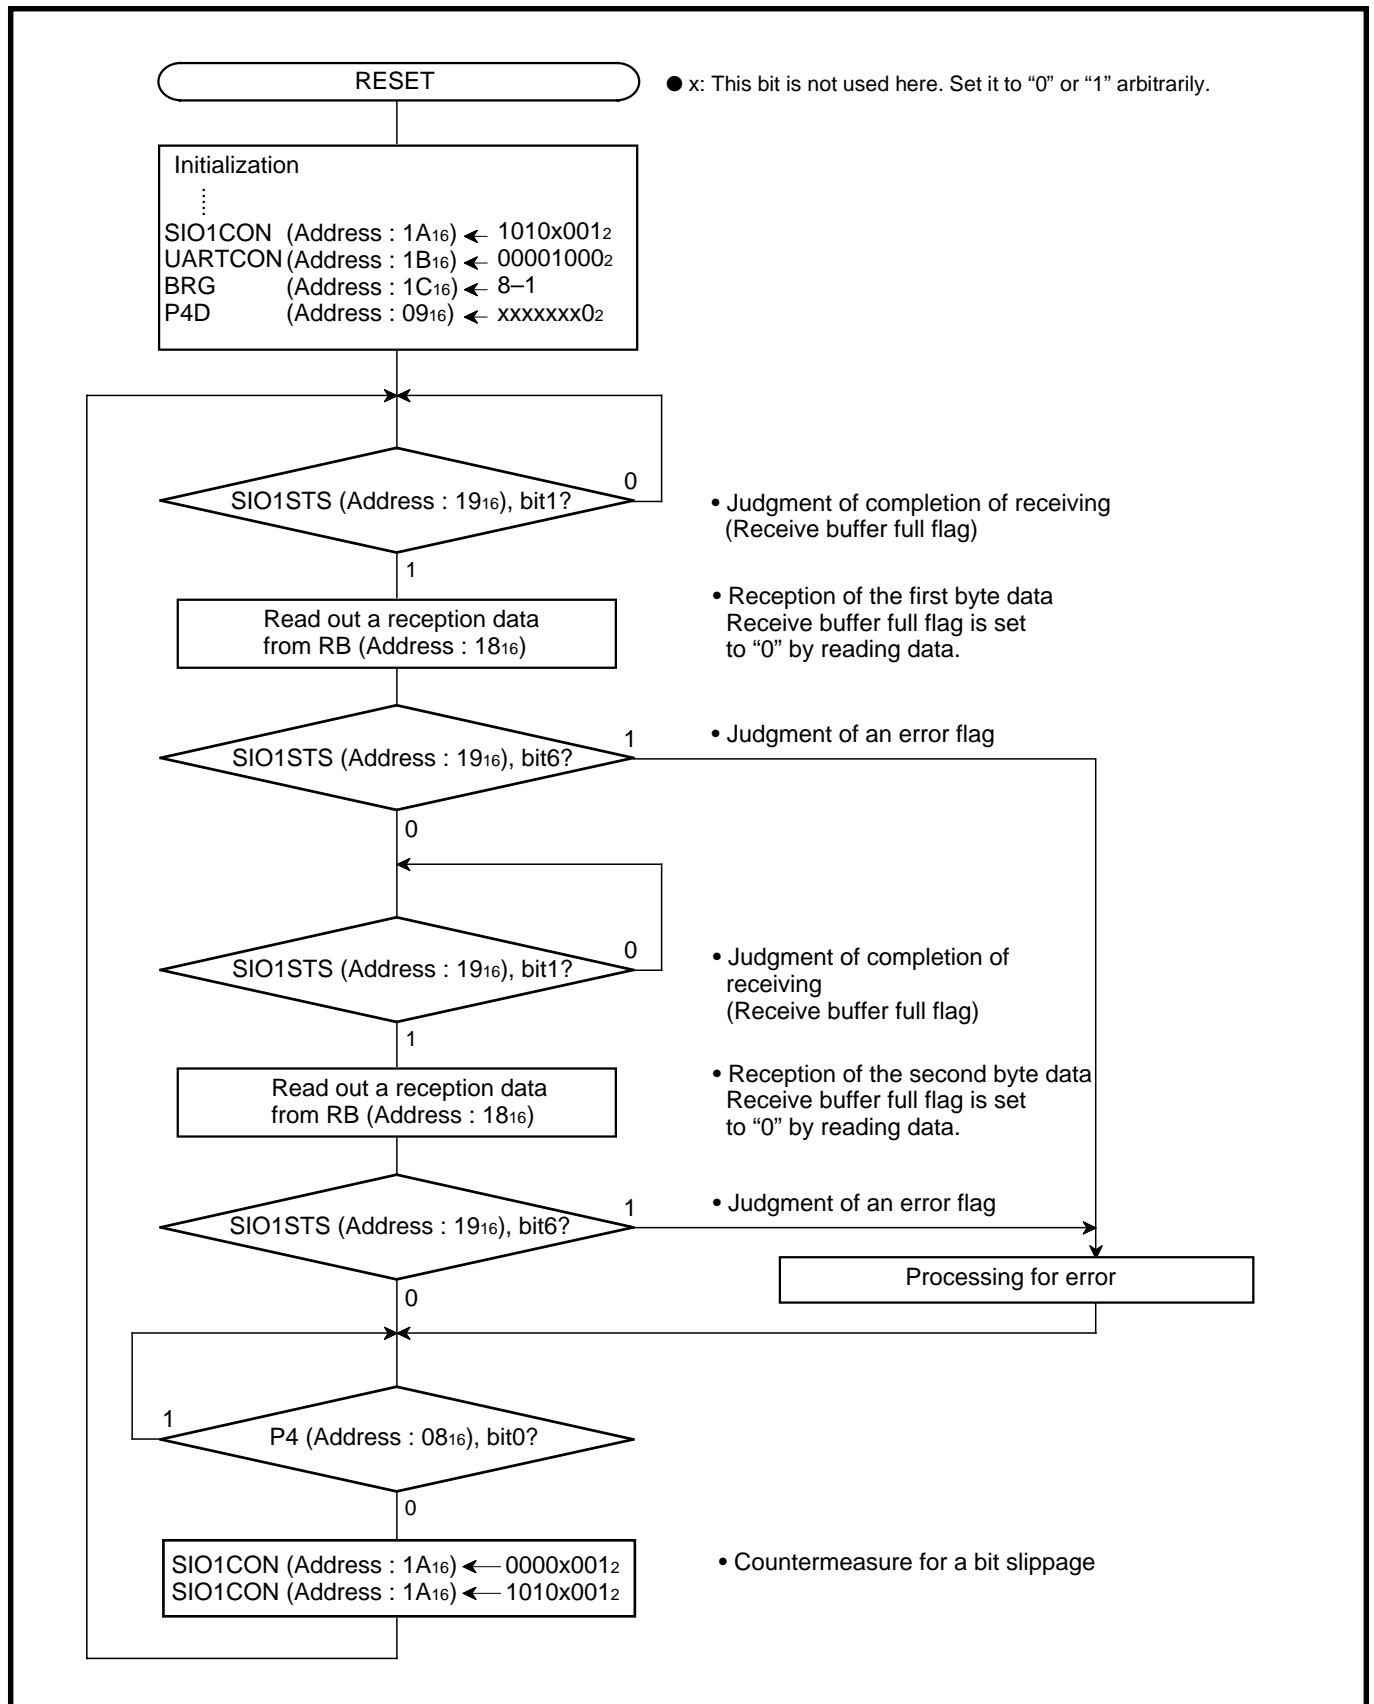 RESET
● x: This bit is not used here. Set it to “0” or “1” arbitrarily.
Initialization
SIO1CON (Address : 1A16) ← 1010x0012
UARTCON (Address : 1B16) ← 000010002
BRG (Address : 1C16) ← 8–1
P4D (Address : 0916) ← xxxxxxx02
0
SIO1STS (Address : 1916), bit1?
• Judgment of completion of receiving
(Receive buffer full flag)
1
Read out a reception data
from RB (Address : 1816)
• Reception of the first byte data
Receive buffer full flag is set
to “0” by reading data.
1
• Judgment of an error flag
SIO1STS (Address : 1916), bit6?
0
0
SIO1STS (Address : 1916), bit1?
• Judgment of completion of
receiving
(Receive buffer full flag)
1
Read out a reception data
from RB (Address : 1816)
• Reception of the second byte data
Receive buffer full flag is set
to “0” by reading data.
1
• Judgment of an error flag
SIO1STS (Address : 1916), bit6?
Processing for error
0
1
P4 (Address : 0816), bit0?
0
SIO1CON (Address : 1A16) ← 0000x0012
SIO1CON (Address : 1A16) ← 1010x0012
• Countermeasure for a bit slippage